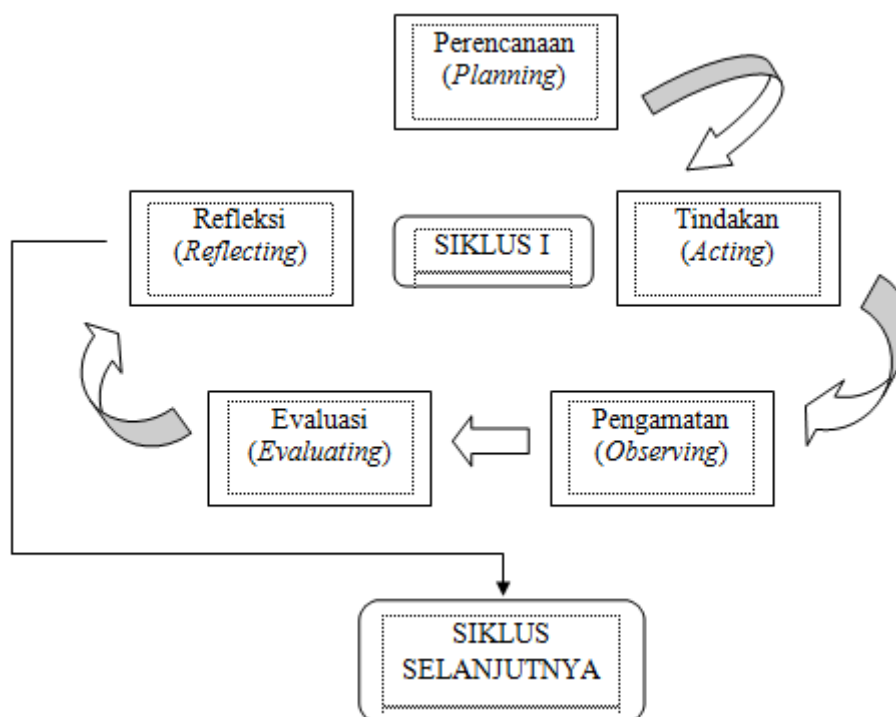 Perencanaan
(Planning)
Refleksi
(Reflecting)
SIKLUS I
Tindakan
(Acting)
Evaluasi
(Evaluating)
Pengamatan
(Observing)
SIKLUS
SELANJUTNYA